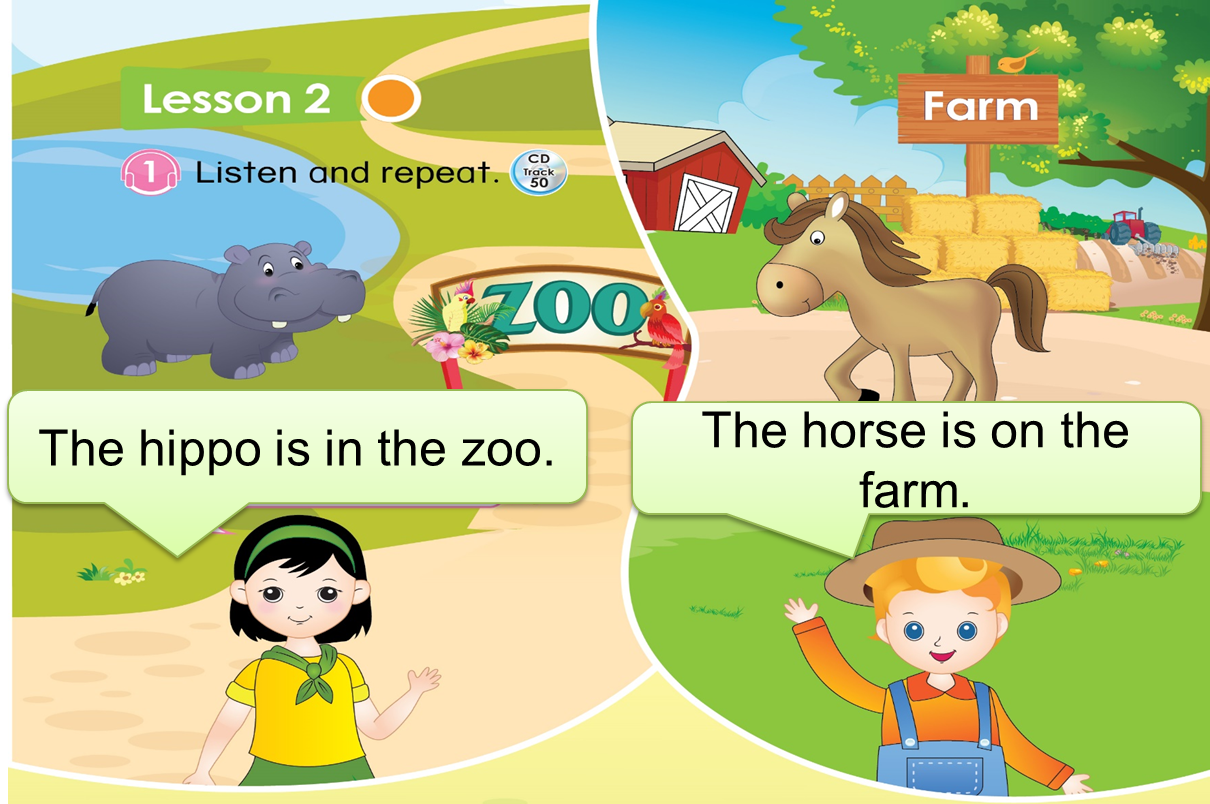 Lesson 2
1 Listen and repeat.
CD
Track
50
Farm
ZOO
The hippo is in the zoo.
The horse is on the
farm.